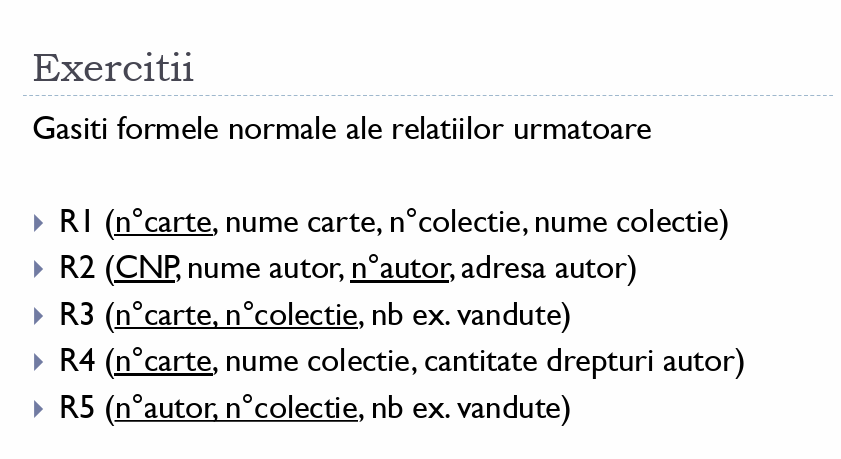 Exercitii
Gasiti formele normale ale relatiilor urmatoare
R1 (n°carte, nume carte, n°colectie, nume colectie)
R2 (CNP, nume autor, n°autor, adresa autor)
R3 (n°carte, n°colectie, nb ex. vandute)
R4 (n°carte, nume colectie, cantitate drepturi autor)
R5 (n°autor, n°colectie, nb ex. vandute)